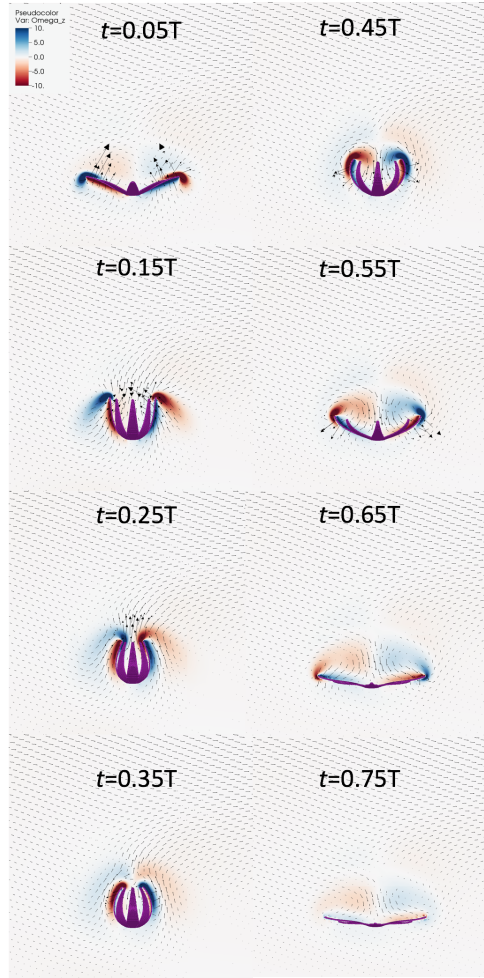 Pseudocolor
Var: Omega_z
10.
5.0
0.0
-5.0
-10.
t=0.05T
t=0.45T
t=0.15T
t=0.55T
t=0.25T
t=0.65T
t=0.35T
t=0.75T